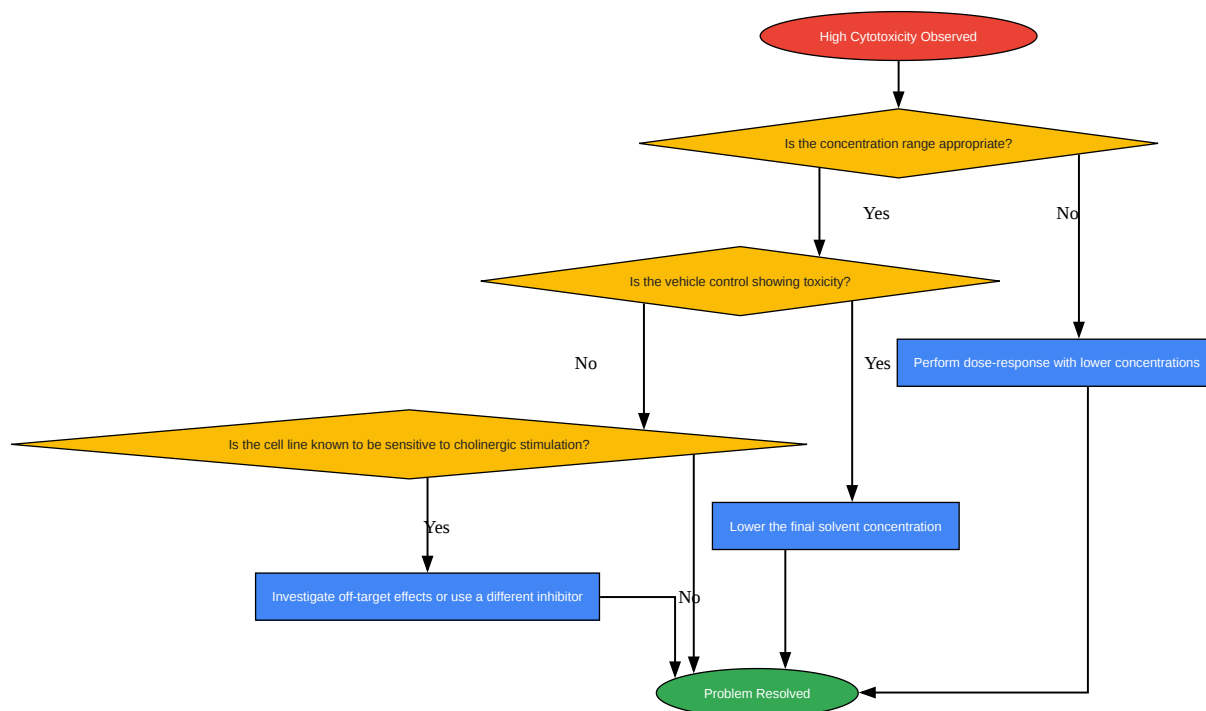 High Cytotoxicity Observed
Is the concentration range appropriate?
Yes
No
Is the vehicle control showing toxicity?
No
Yes
Perform dose-response with lower concentrations
Is the cell line known to be sensitive to cholinergic stimulation?
Yes
Lower the final solvent concentration
Investigate off-target effects or use a different inhibitor
No
Problem Resolved